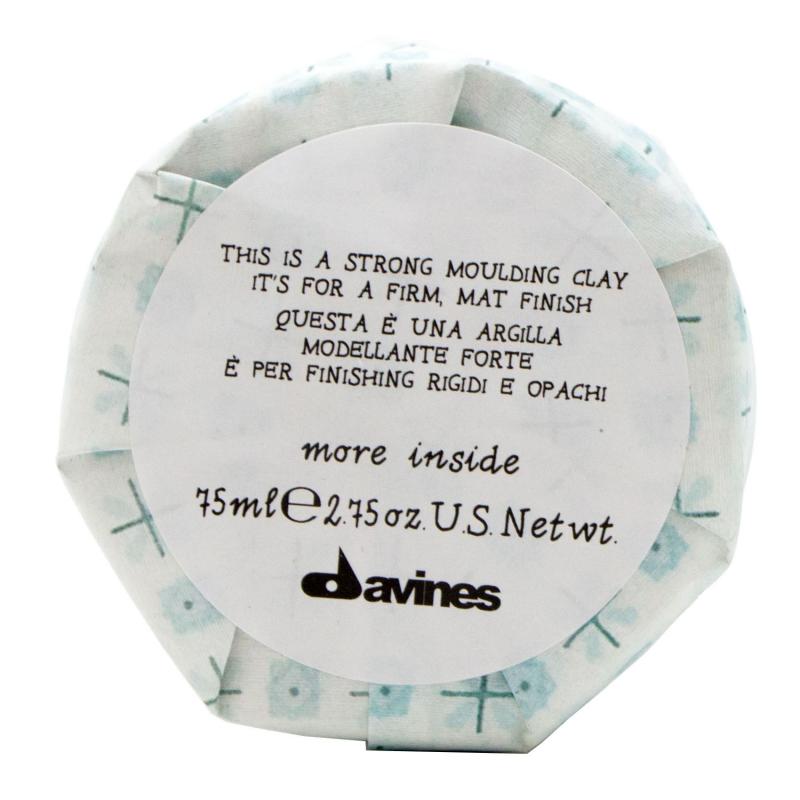 THIS IS A STRONG MOULDING CLAY
IT'S FOR A FIRM, MAT FINISH
QUESTA È UNA ARGILLA
MODELLANTE FORTE
È PER FINISHING RIGIDI E OPACHI
more inside
75ml℮2.75oz.U.S.Netwt.
davines